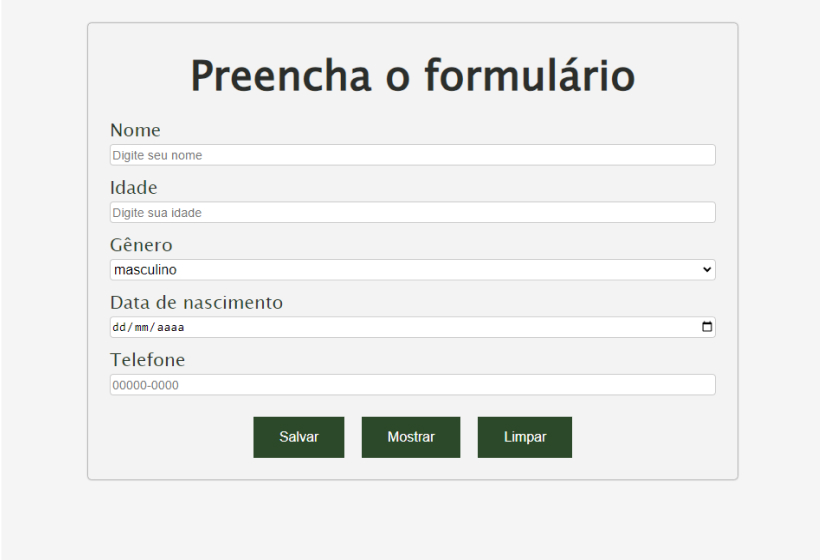 Preencha o formulário
Nome
Digite seu nome
Idade
Digite sua idade
Gênero
masculino
Data de nascimento
dd/mm/aaaa
Telefone
00000-0000
Salvar Mostrar Limpar